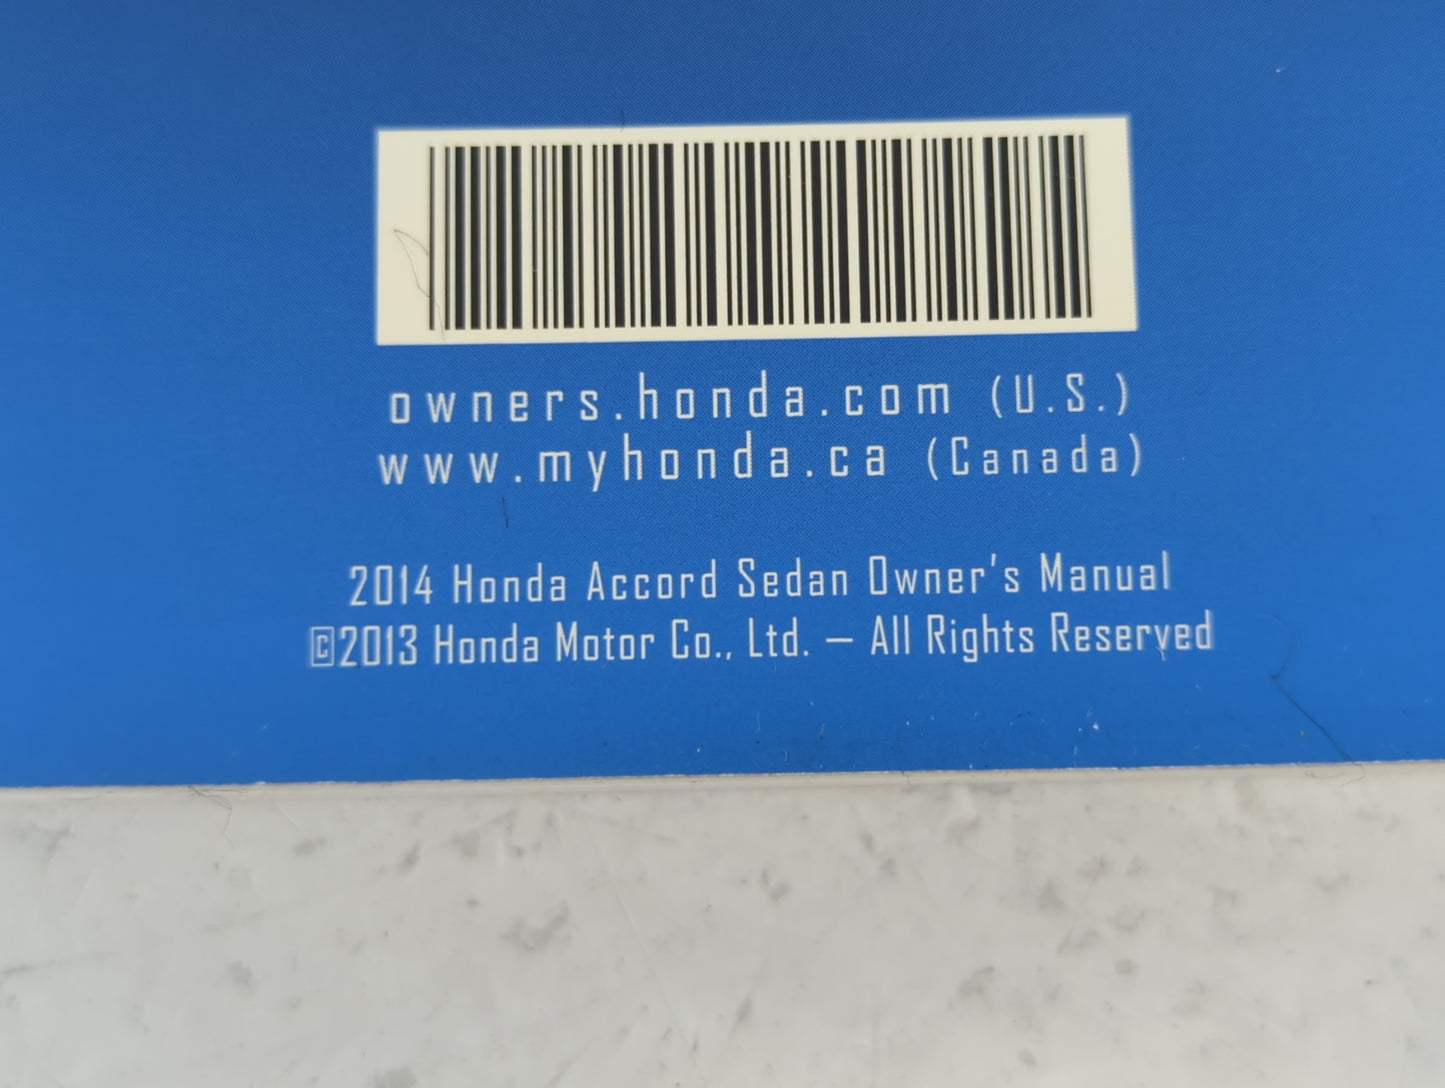 owners.honda.com (U.S.)
www.myhonda.ca (Canada)
2014 Honda Accord Sedan Owner's Manual
©2013 Honda Motor Co., Ltd. – All Rights Reserved